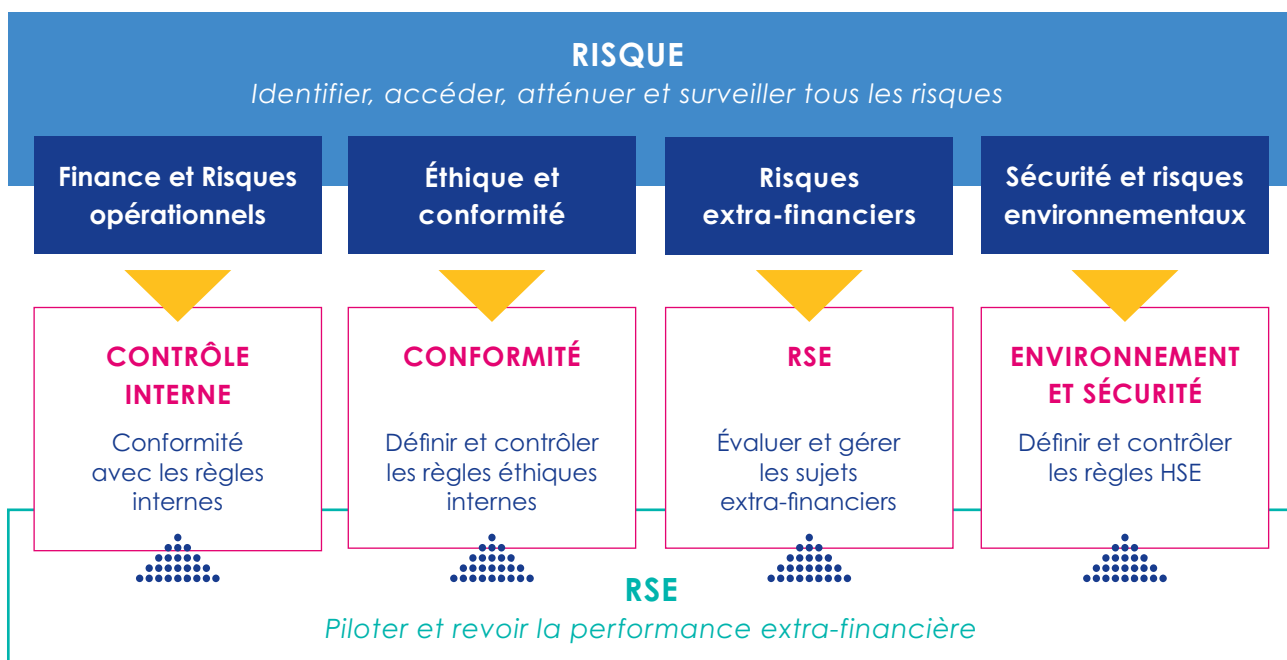 RISQUE
Identifier, accéder, atténuer et surveiller tous les risques
Finance et Risques
opérationnels
Éthique et
conformité
Risques
extra-financiers
Sécurité et risques
environnementaux
CONTRÔLE
INTERNE
Conformité
avec les règles
internes
CONFORMITÉ
Définir et contrôler
les règles éthiques
internes
RSE
Évaluer et gérer
les sujets
extra-financiers
ENVIRONNEMENT
ET SÉCURITÉ
Définir et contrôler
les règles HSE
RSE
Piloter et revoir la performance extra-financière